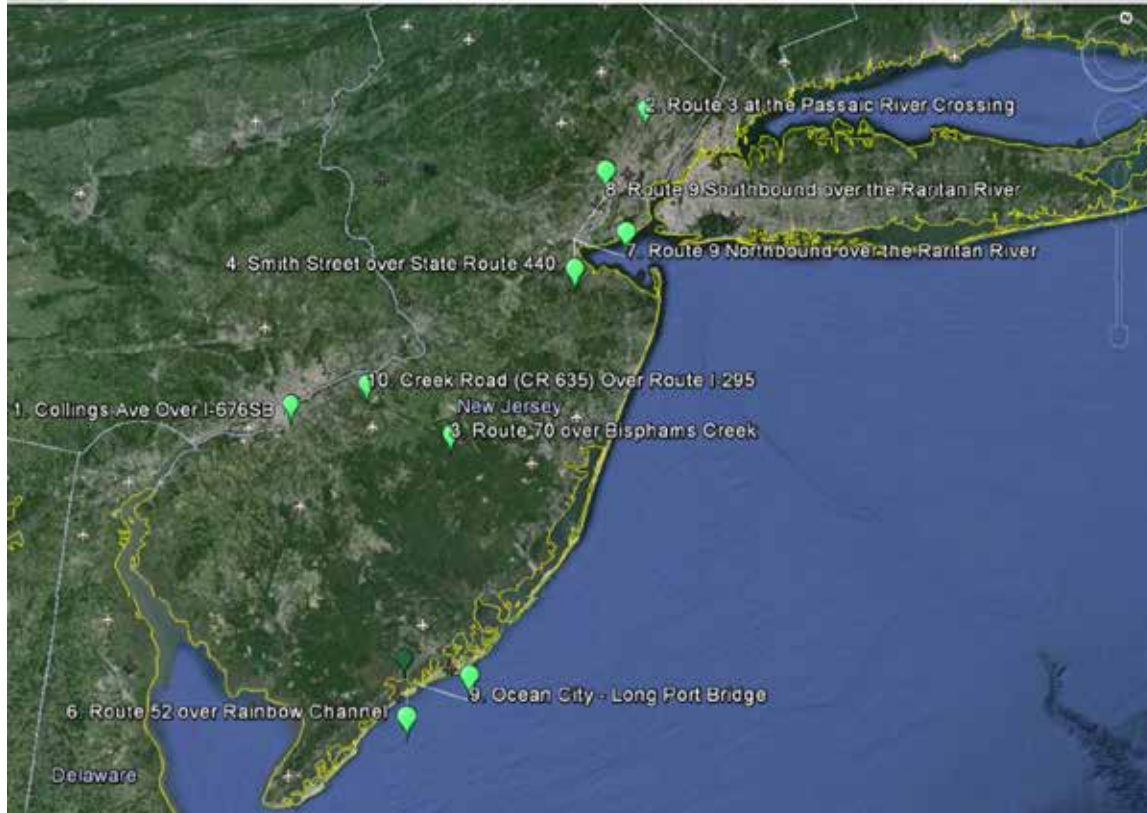 2. Route 3 at the Passaic River Crossing
8. Route 9 Southbound over the Raritan River
7. Route 9 Northbound over the Raritan River
4. Smith Street over State Route 440
10. Creek Road (CR 635) Over Route I-295
1. Collings Ave Over I-676SB
New Jersey
3. Route 70 over Bisphams Creek
9. Ocean City - Long Port Bridge
6. Route 52 over Rainbow Channel
Delaware